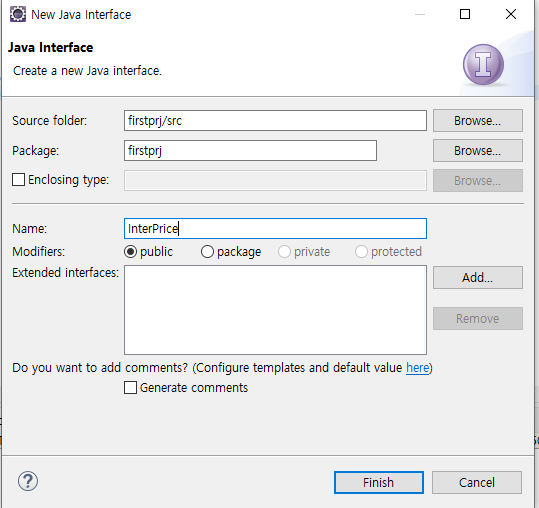 New Java Interface
Java Interface
Create a new Java interface.
Source folder: firstprj/src Browse...
Package: firstprj Browse...
Enclosing type: Browse...
Name: InterPrice
Modifiers: public package private protected
Extended interfaces: Add...
Remove
Do you want to add comments? (Configure templates and default value here)
Generate comments
? Finish Cancel